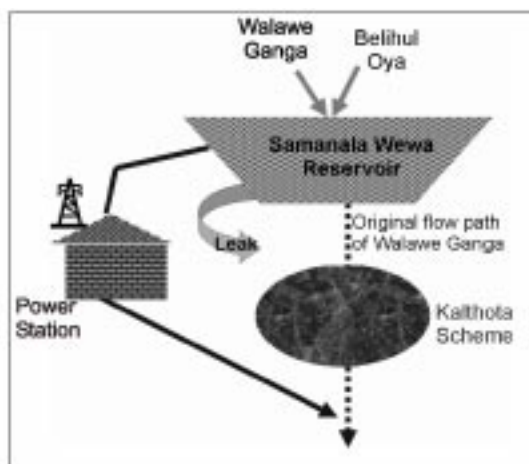 Walawe
Ganga
Belihul
Oya
Samanala Wewa
Reservoir
Leak
Original flow path
of Walawe Ganga
Power
Station
Kalthota
Scheme